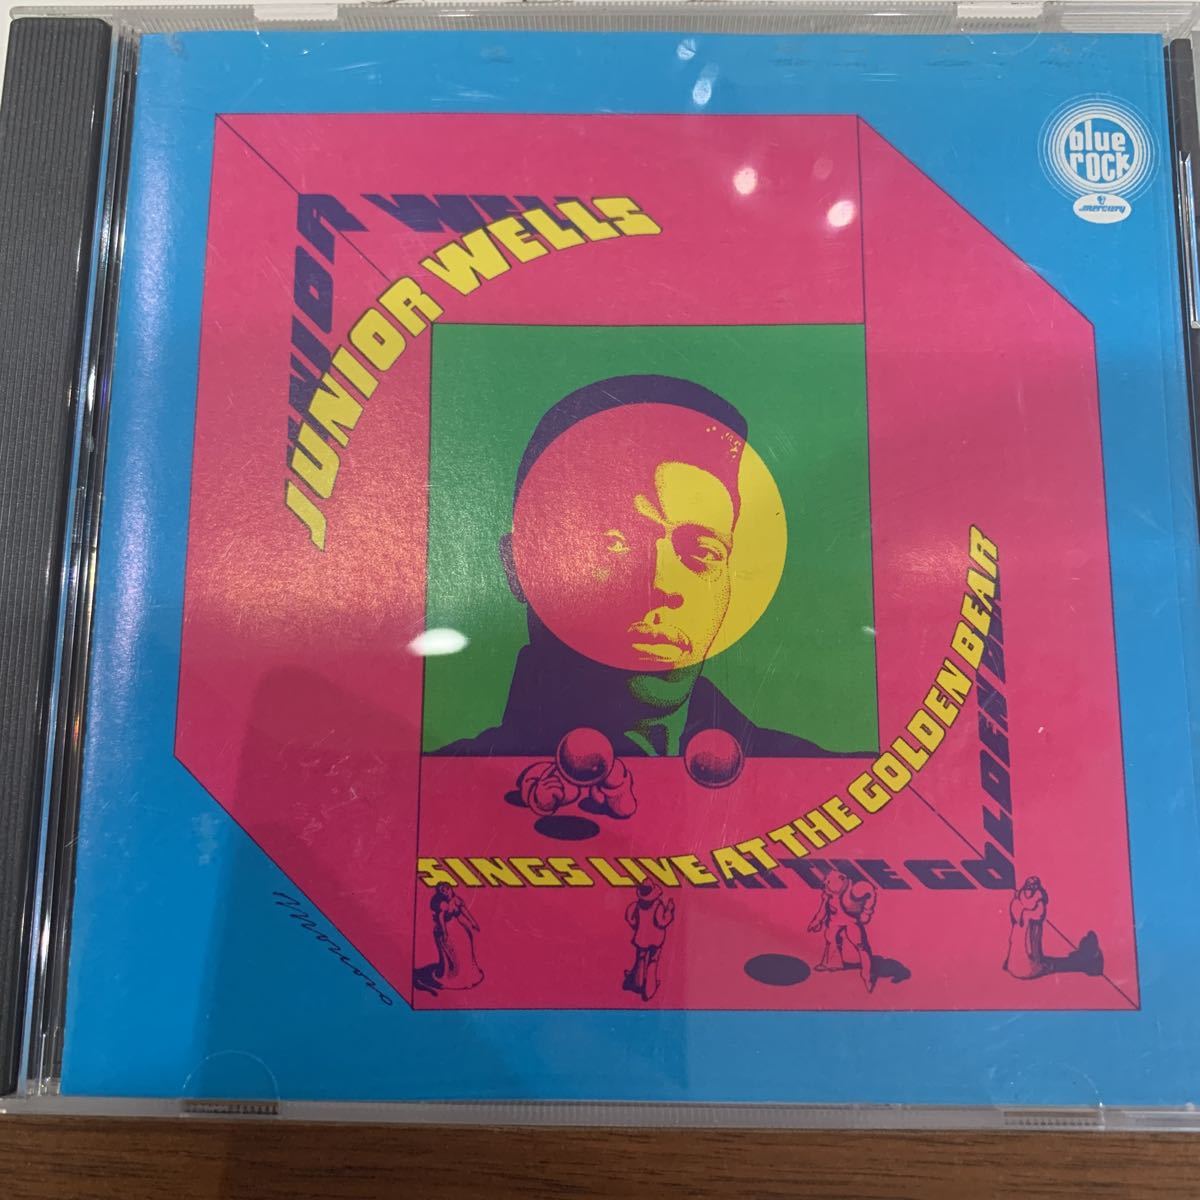 blue
rock
mercury
JUNIOR WELLS
SINGS LIVE AT THE GOLDEN BEAR